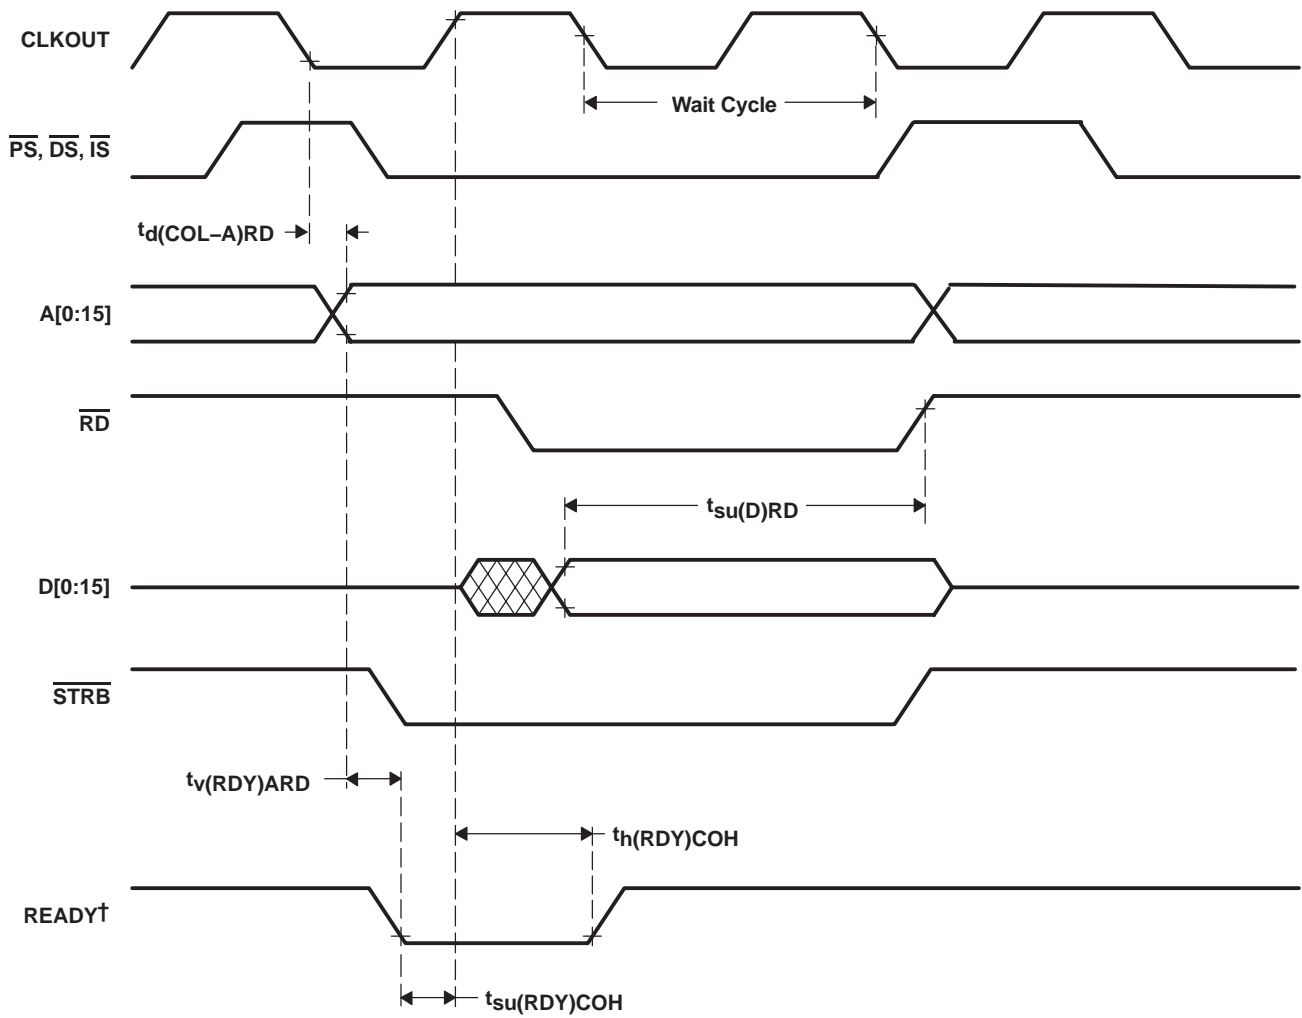 CLKOUT
Wait Cycle
PS, DS, IS
td(COL–A)RD
A[0:15]
RD
tsu(D)RD
D[0:15]
STRB
tv(RDY)ARD
th(RDY)COH
READY†
tsu(RDY)COH